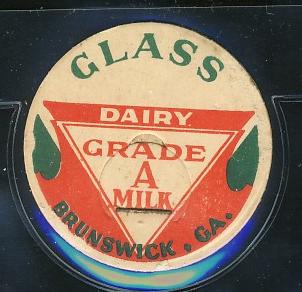 GLASS
DAIRY
GRADE
A
MILK
BRUNSWICK . GA.